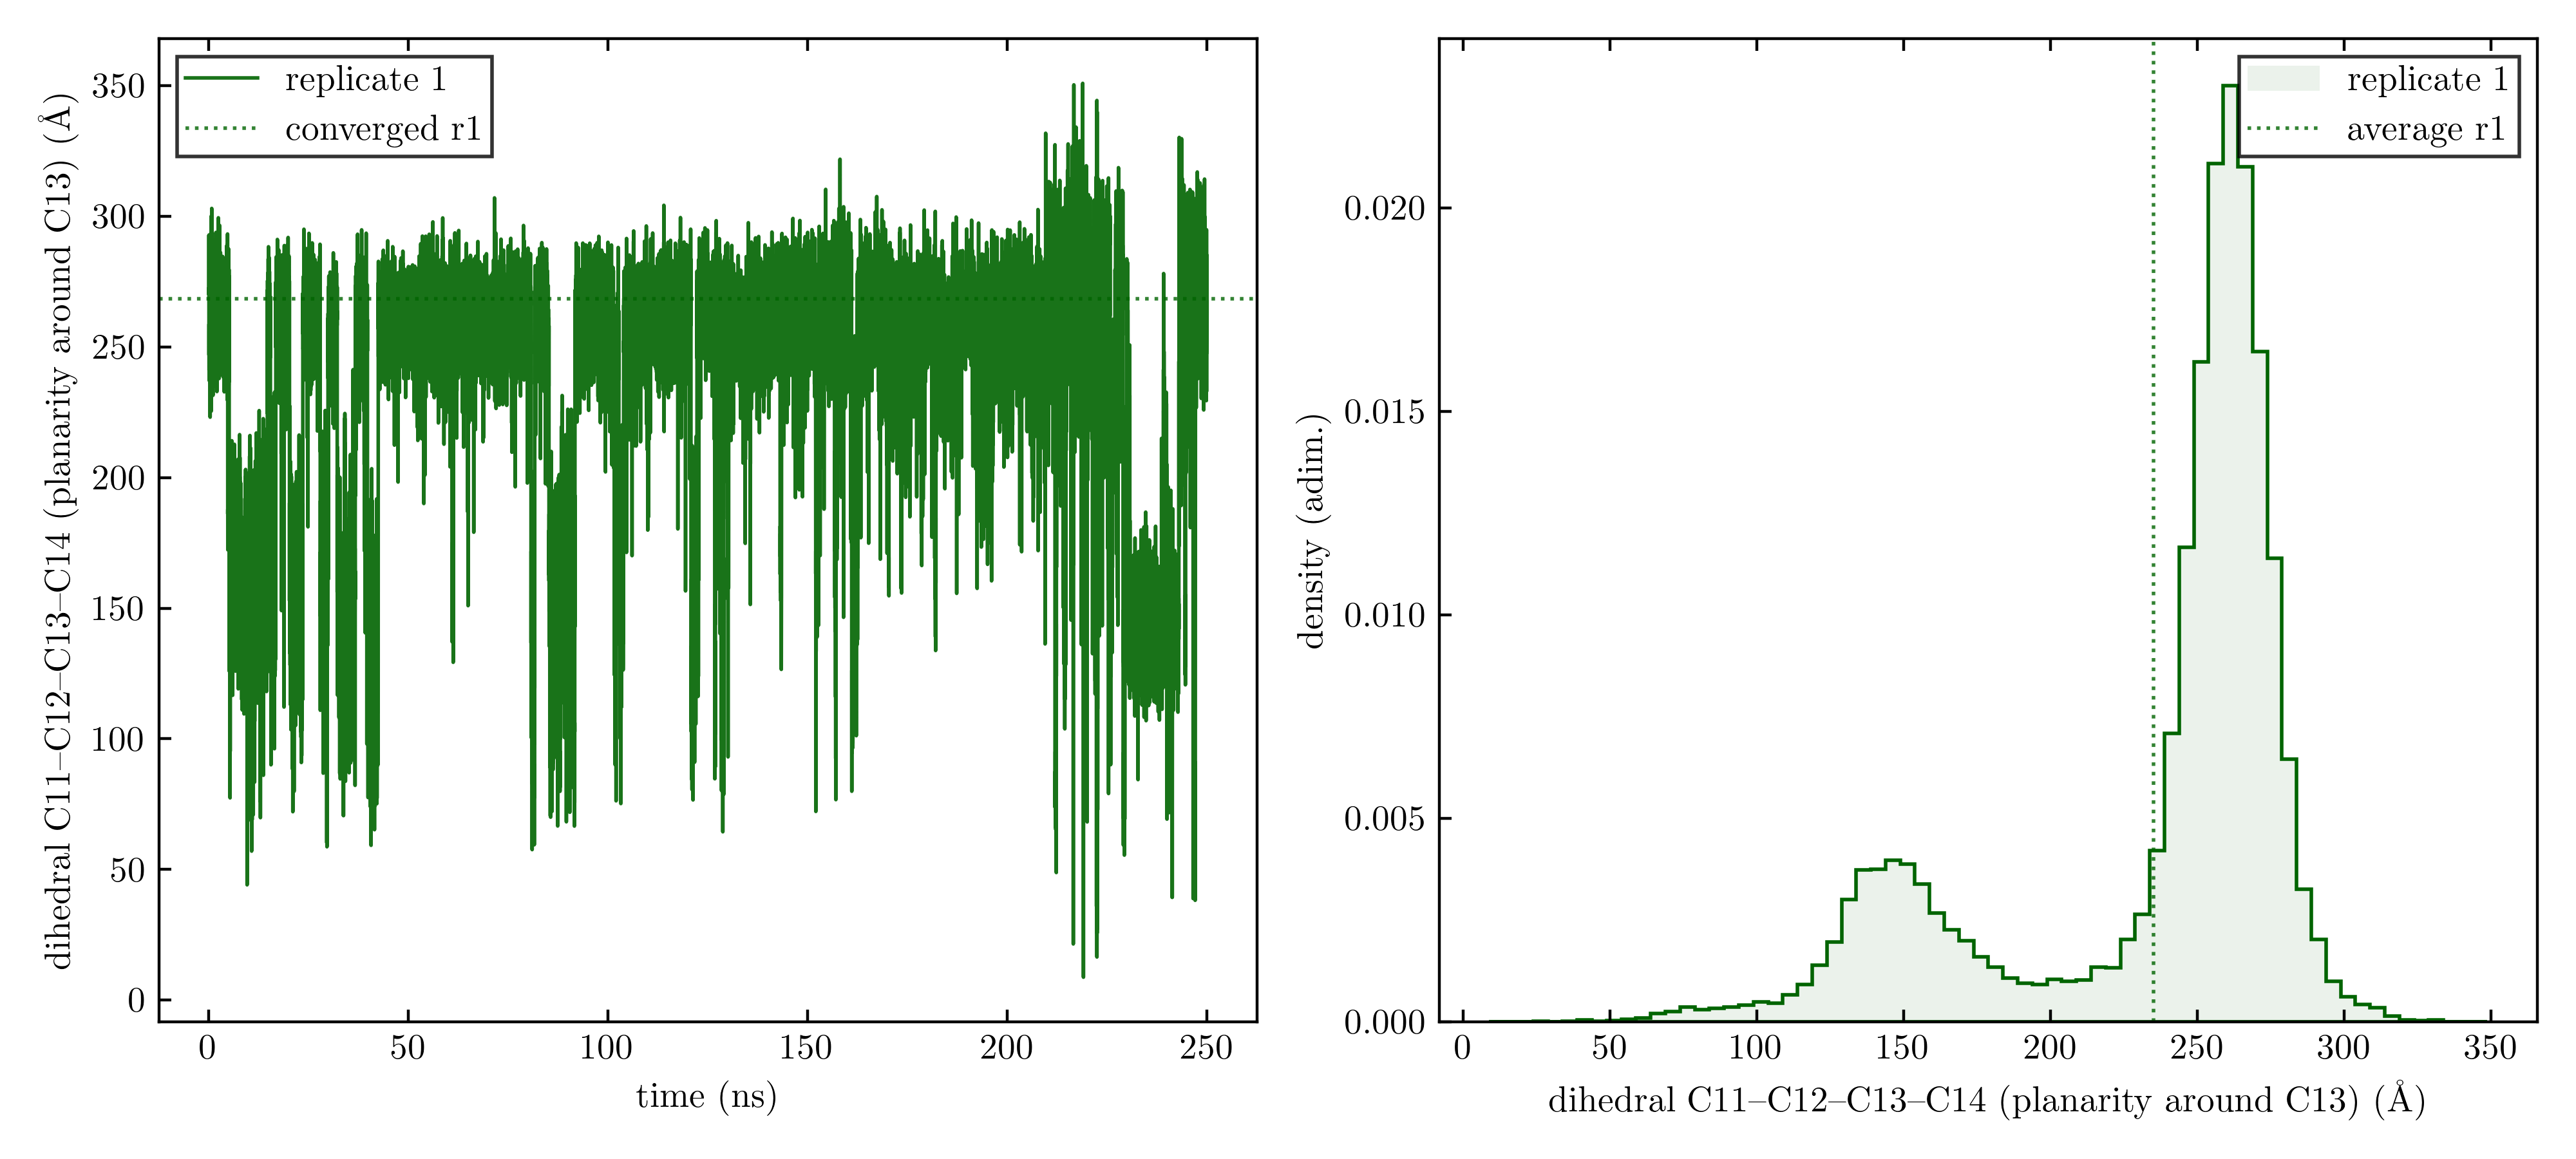 dihedral C11–C12–C13–C14 (planarity around C13) (Å)
350
300
250
200
150
100
50
0
replicate 1
converged r1
0 50 100 150 200 250
time (ns)
density (adim.)
0.020
0.015
0.010
0.005
0.000
replicate 1
average r1
0 50 100 150 200 250 300 350
dihedral C11–C12–C13–C14 (planarity around C13) (Å)